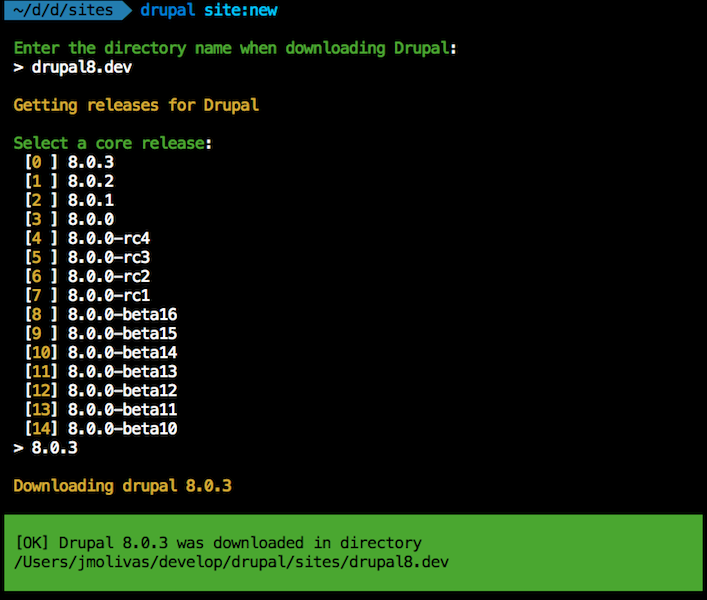 ~/d/d/sites drupal site:new
Enter the directory name when downloading Drupal:
> drupal8.dev
Getting releases for Drupal
Select a core release:
[0 ] 8.0.3
[1 ] 8.0.2
[2 ] 8.0.1
[3 ] 8.0.0
[4 ] 8.0.0-rc4
[5 ] 8.0.0-rc3
[6 ] 8.0.0-rc2
[7 ] 8.0.0-rc1
[8 ] 8.0.0-beta16
[9 ] 8.0.0-beta15
[10] 8.0.0-beta14
[11] 8.0.0-beta13
[12] 8.0.0-beta12
[13] 8.0.0-beta11
[14] 8.0.0-beta10
> 8.0.3
Downloading drupal 8.0.3
[OK] Drupal 8.0.3 was downloaded in directory
/Users/jmolivas/develop/drupal/sites/drupal8.dev